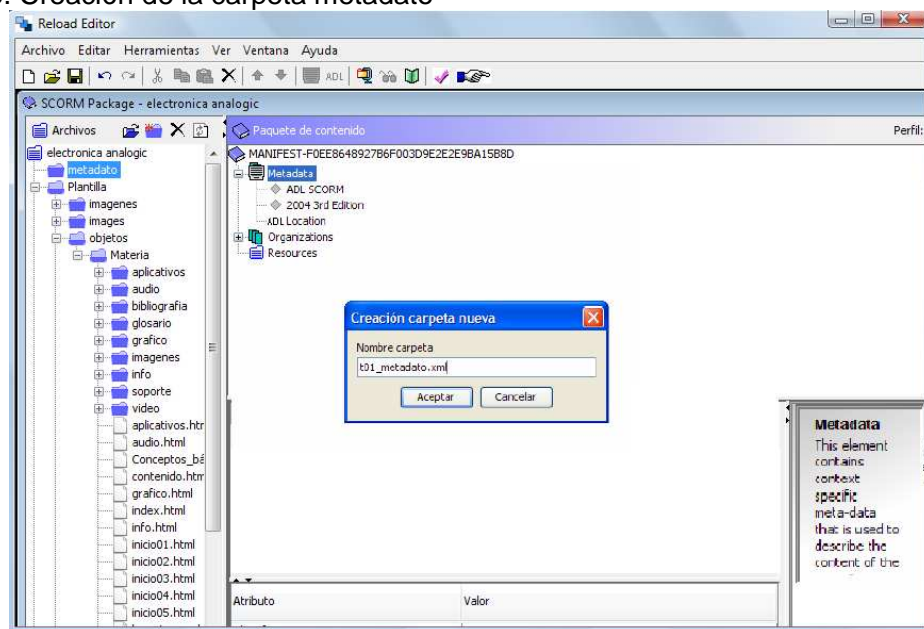 . Creación de la carpeta metadato
Reload Editor
Archivo Editar Herramientas Ver Ventana Ayuda
ADL
SCORM Package - electronica analogic
Archivos
electronica analogic
metadato
Plantilla
imagenes
images
objetos
Materia
aplicativos
audio
bibliografia
glosario
grafico
imagenes
info
soporte
video
aplicativos.htr
audio.html
Conceptos_bá
contenido.htm
grafico.html
index.html
info.html
inicio01.html
inicio02.html
inicio03.html
inicio04.html
inicio05.html
Paquete de contenido
Perfil:
MANIFEST-F0EE8648927B6F003D9E2E2E9BA15B8D
Metadata
ADL SCORM
2004 3rd Edition
ADL Location
Organizations
Resources
Creación carpeta nueva
Nombre carpeta
t01_metadato.xml
Aceptar Cancelar
Metadata
This element
contains
context
specific
meta-data
that is used to
describe the
content of the
Atributo Valor